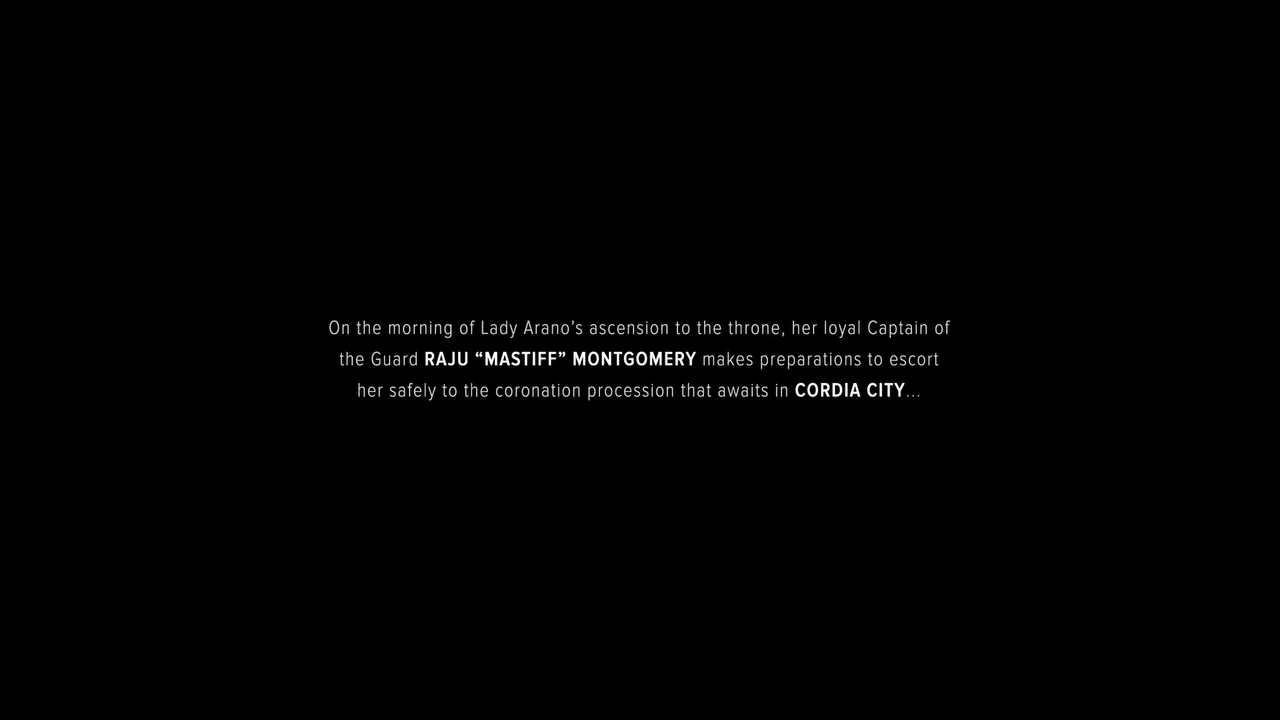 On the morning of Lady Arano’s ascension to the throne, her loyal Captain of
the Guard RAJU “MASTIFF” MONTGOMERY makes preparations to escort
her safely to the coronation procession that awaits in CORDIA CITY...